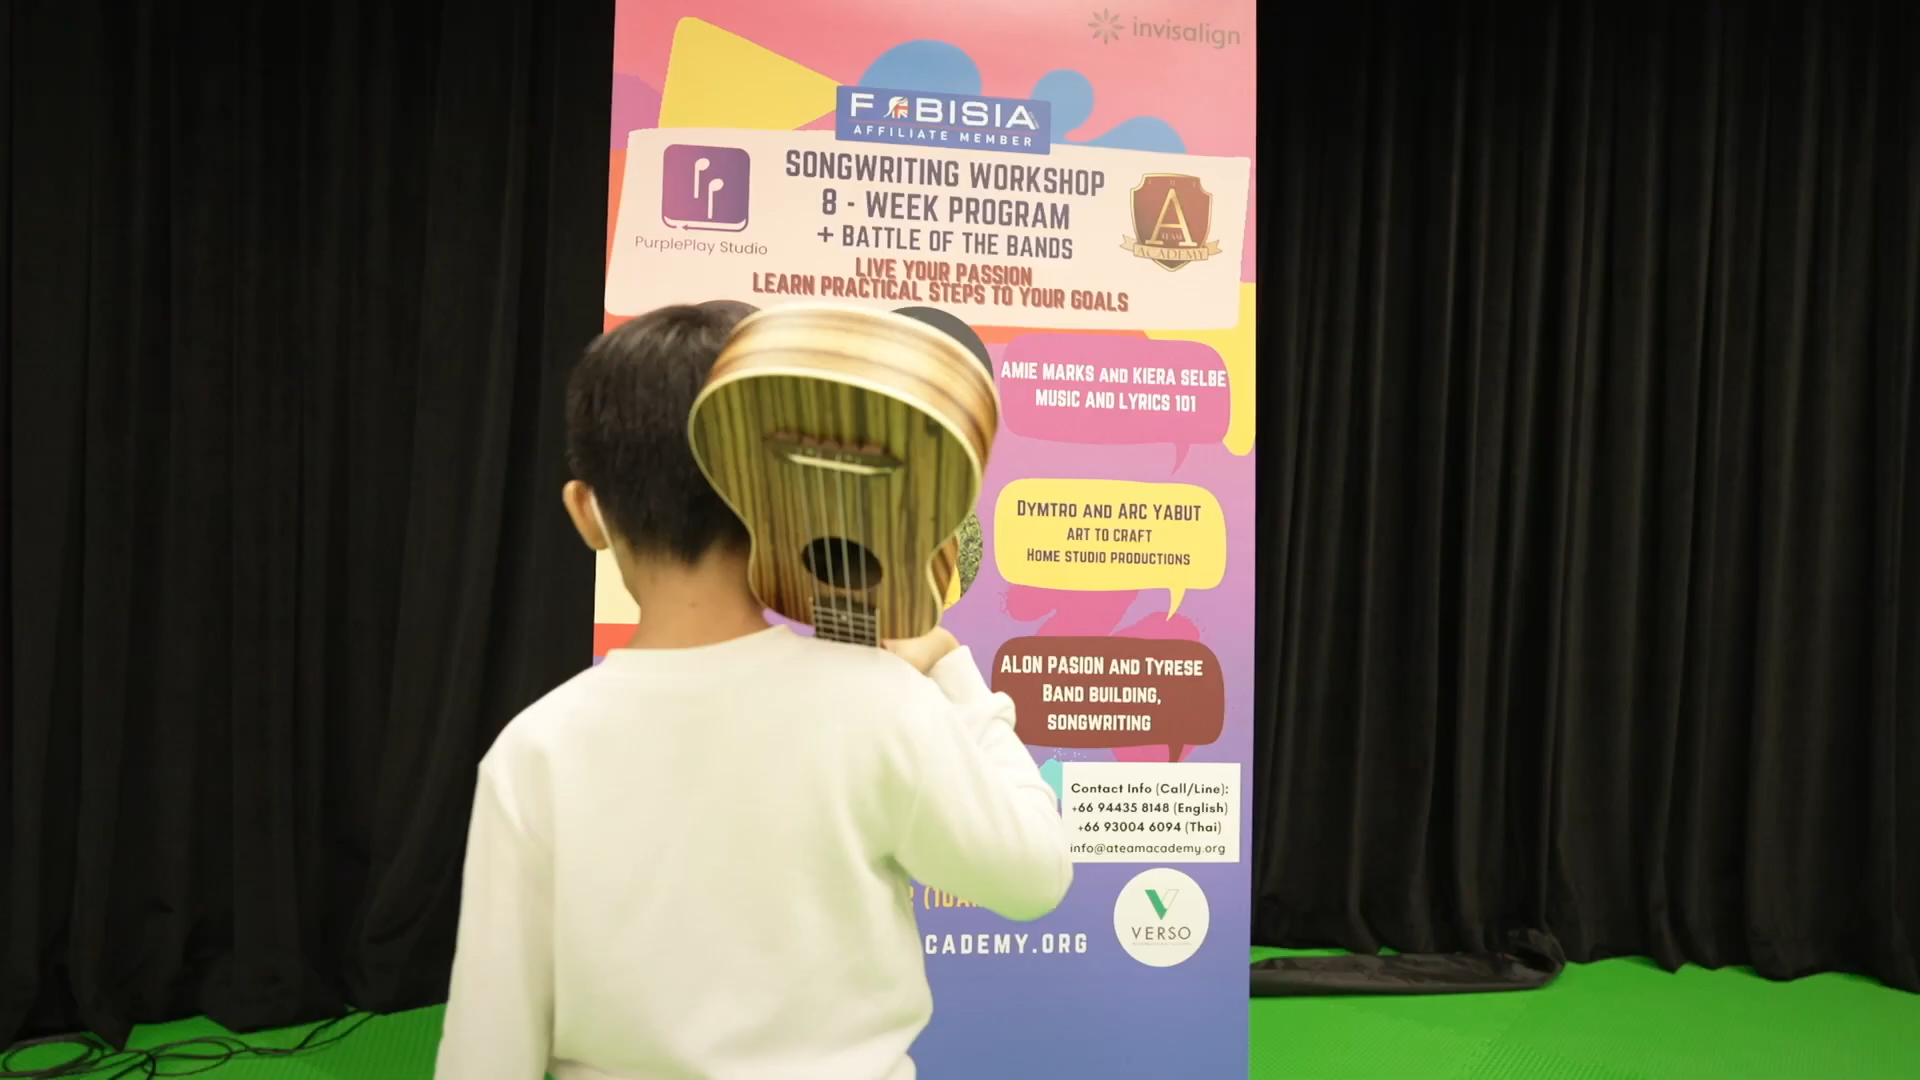 invisalign
FOBISIA
AFFILIATE MEMBER
PurplePlay Studio
SONGWRITING WORKSHOP
8 - WEEK PROGRAM
+ BATTLE OF THE BANDS
LIVE YOUR PASSION
LEARN PRACTICAL STEPS TO YOUR GOALS
A
TEAM
ACADEMY
AMIE MARKS AND KIERA SELBE
MUSIC AND LYRICS 101
DYMTRO AND ARC YABUT
ART TO CRAFT
HOME STUDIO PRODUCTIONS
ALON PASION AND TYRESE
BAND BUILDING,
SONGWRITING
Contact Info (Call/Line):
+66 94435 8148 (English)
+66 93004 6094 (Thai)
info@ateamacademy.org
CADEMY.ORG
VERSO